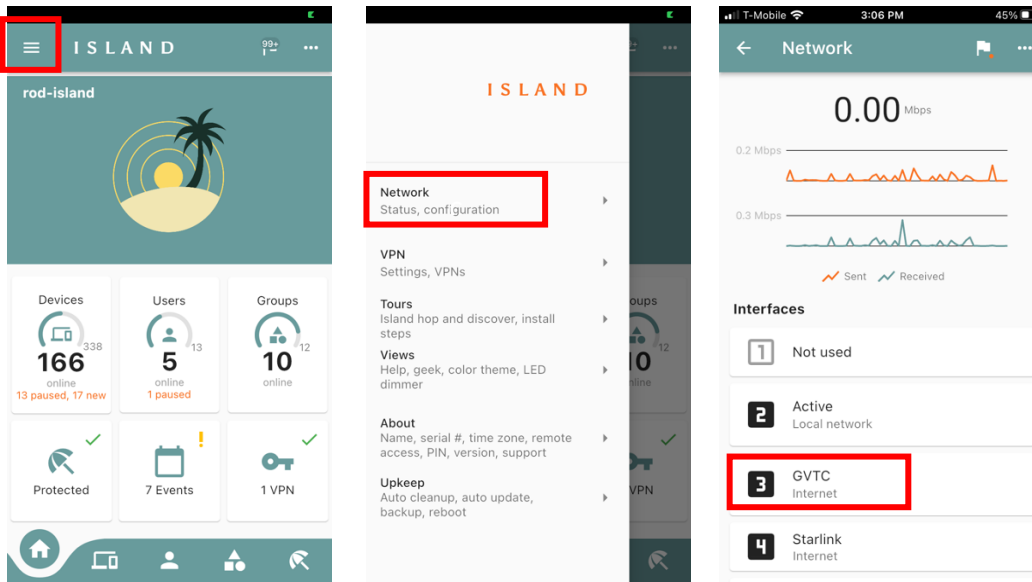 ISLAND
99+
rod-island
Devices
338
166
online
13 paused, 17 new
Users
13
5
online
1 paused
Groups
12
10
online
Protected
7 Events
1 VPN
ISLAND
Network
Status, configuration
VPN
Settings, VPNs
Tours
Island hop and discover, install
steps
Views
Help, geek, color theme, LED
dimmer
About
Name, serial #, time zone, remote
access, PIN, version, support
Upkeep
Auto cleanup, auto update,
backup, reboot
oups
12
10
nline
VPN
T-Mobile
3:06 PM
45%
Network
0.00 Mbps
0.2 Mbps
0.3 Mbps
Sent
Received
Interfaces
1
Not used
2
Active
Local network
3
GVTC
Internet
4
Starlink
Internet